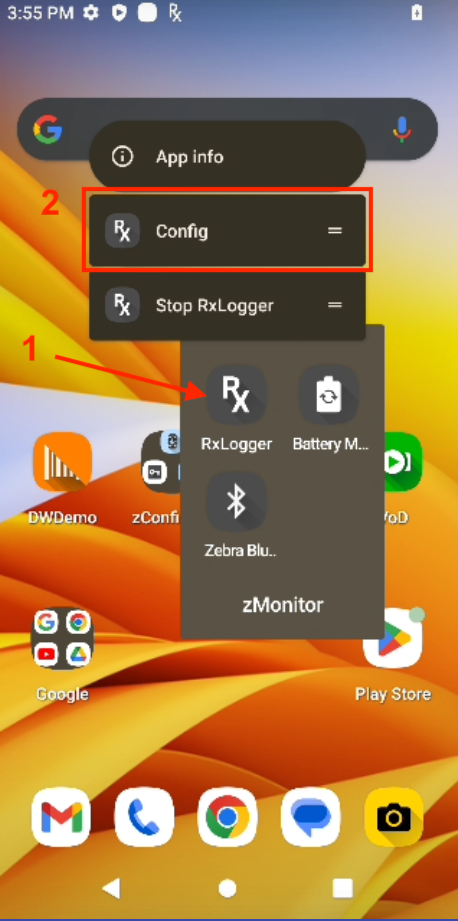 3:55 PM
App info
2
Config
Stop RxLogger
1
RxLogger
Battery M...
DWDemo
zConfi
VoD
Zebra Blu..
zMonitor
Google
Play Store